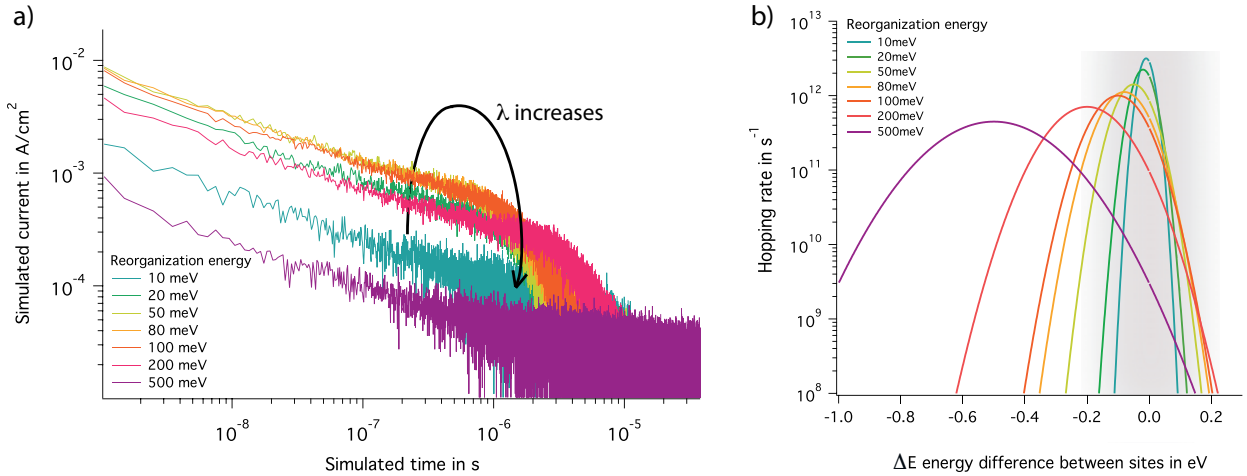 a)
Simulated current in A/cm²
10⁻²
10⁻³
10⁻⁴
λ increases
Reorganization energy
10 meV
20 meV
50 meV
80 meV
100 meV
200 meV
500 meV
10⁻⁸
10⁻⁷
10⁻⁶
10⁻⁵
Simulated time in s
b)
Hopping rate in s⁻¹
10¹³
10¹²
10¹¹
10¹⁰
10⁹
10⁸
Reorganization energy
10meV
20meV
50meV
80meV
100meV
200meV
500meV
-1.0 -0.8 -0.6 -0.4 -0.2 0.0 0.2
ΔE energy difference between sites in eV